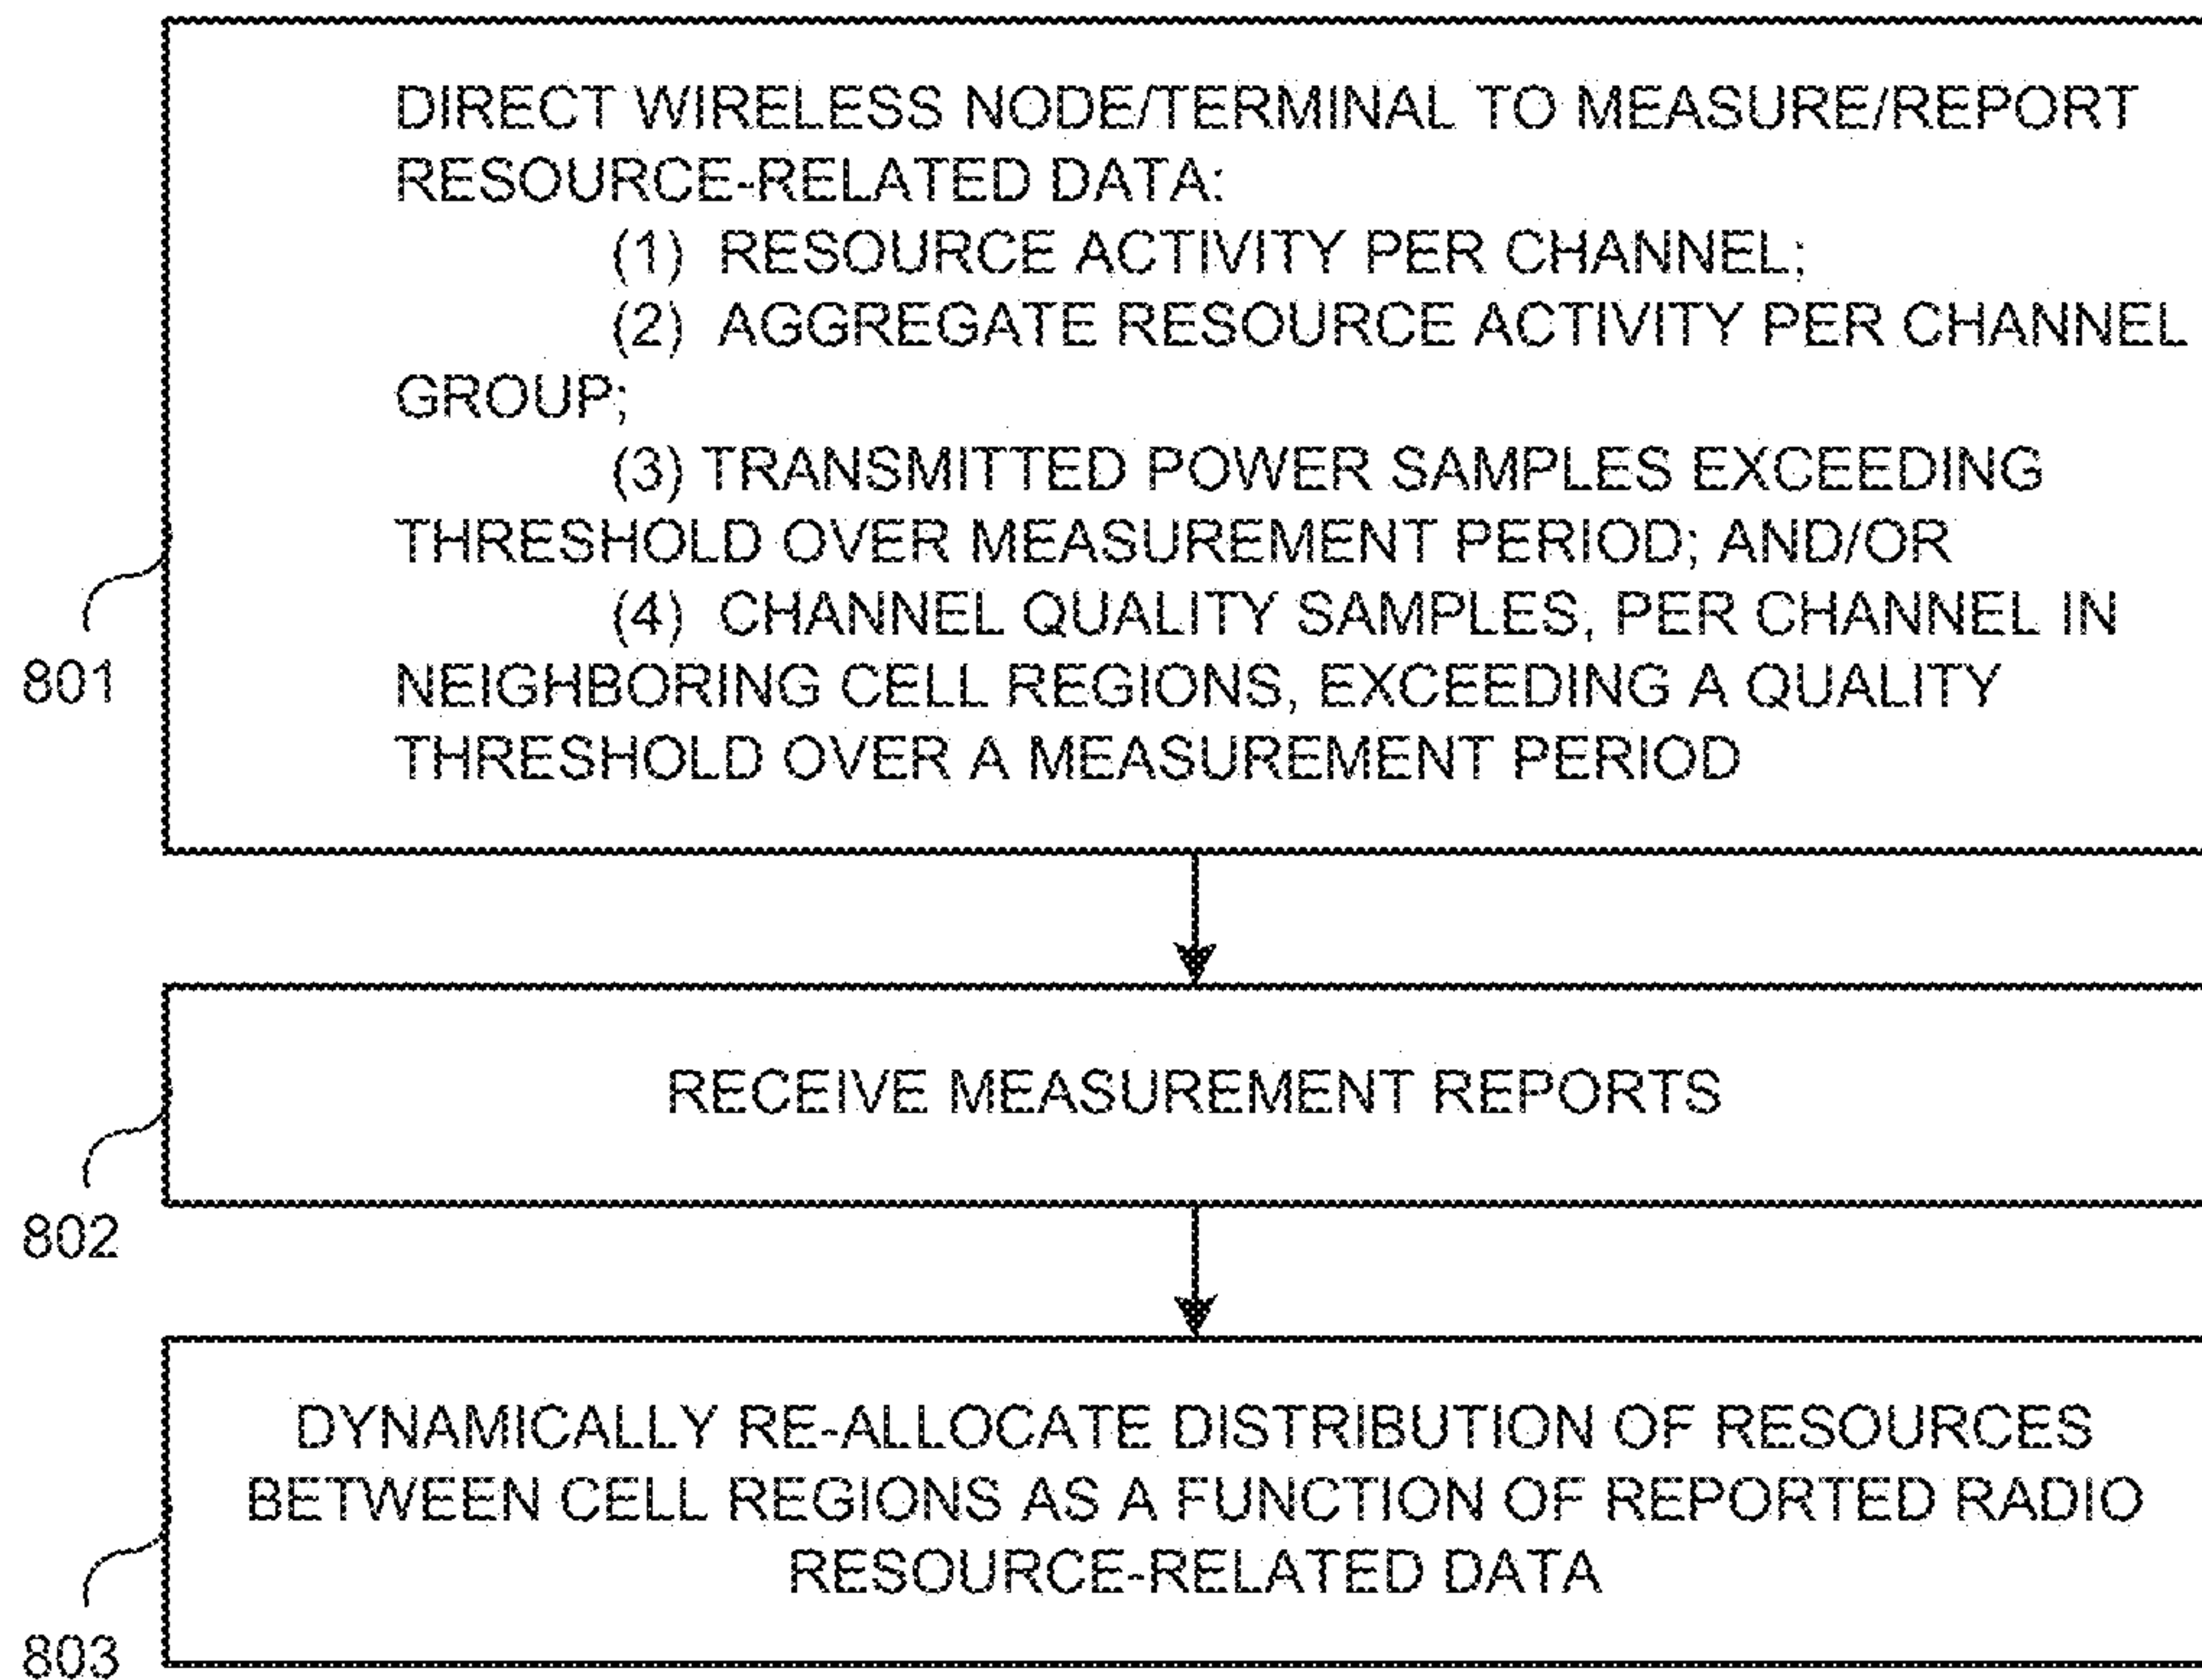 DIRECT WIRELESS NODE/TERMINAL TO MEASURE/REPORT
RESOURCE-RELATED DATA:
(1) RESOURCE ACTIVITY PER CHANNEL;
(2) AGGREGATE RESOURCE ACTIVITY PER CHANNEL
GROUP;
(3) TRANSMITTED POWER SAMPLES EXCEEDING
THRESHOLD OVER MEASUREMENT PERIOD; AND/OR
(4) CHANNEL QUALITY SAMPLES, PER CHANNEL IN
NEIGHBORING CELL REGIONS, EXCEEDING A QUALITY
THRESHOLD OVER A MEASUREMENT PERIOD
801
RECEIVE MEASUREMENT REPORTS
802
DYNAMICALLY RE-ALLOCATE DISTRIBUTION OF RESOURCES
BETWEEN CELL REGIONS AS A FUNCTION OF REPORTED RADIO
RESOURCE-RELATED DATA
803